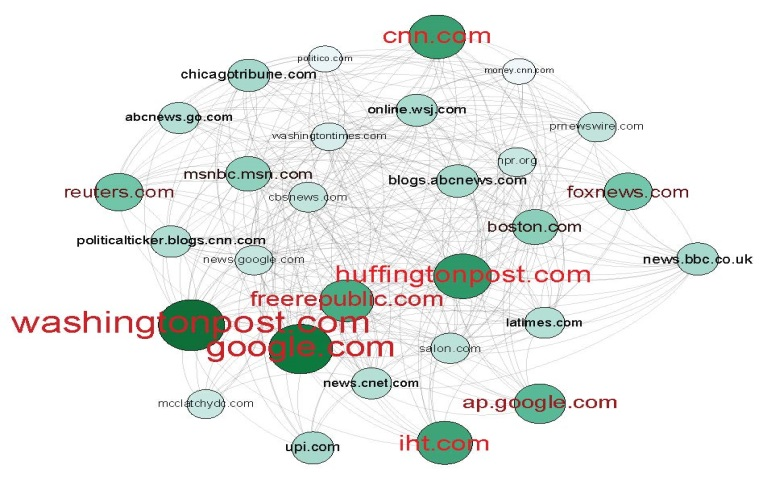 cnn.com
politico.com
chicagotribune.com
money.cnn.com
online.wsj.com
abcnews.go.com
prnewswire.com
washingtontimes.com
npr.org
msnbc.msn.com
blogs.abcnews.com
reuters.com
foxnews.com
cbsnews.com
boston.com
politicalticker.blogs.cnn.com
news.google.com
news.bbc.co.uk
huffingtonpost.com
freerepublic.com
washingtonpost.com
latimes.com
google.com
salon.com
news.cnet.com
mcclatchydc.com
ap.google.com
iht.com
upi.com